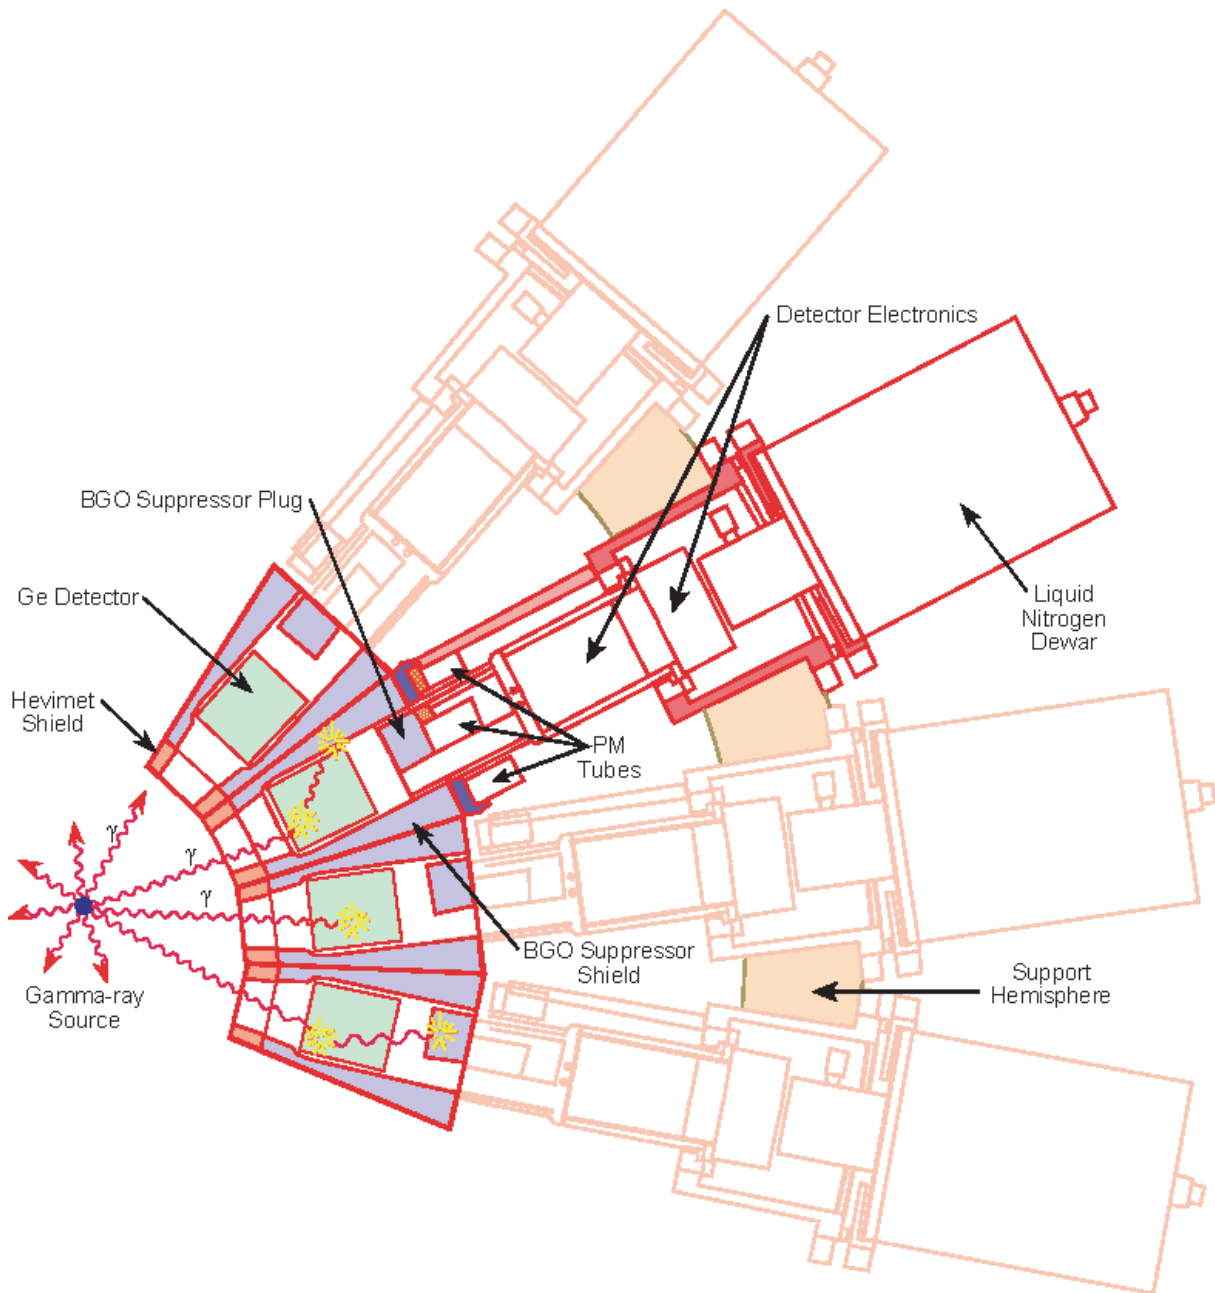 Detector Electronics
BGO Suppressor Plug
Ge Detector
Liquid
Nitrogen
Dewar
Hevimet
Shield
PM
Tubes
γ
γ
γ
BGO Suppressor
Shield
Support
Hemisphere
Gamma-ray
Source